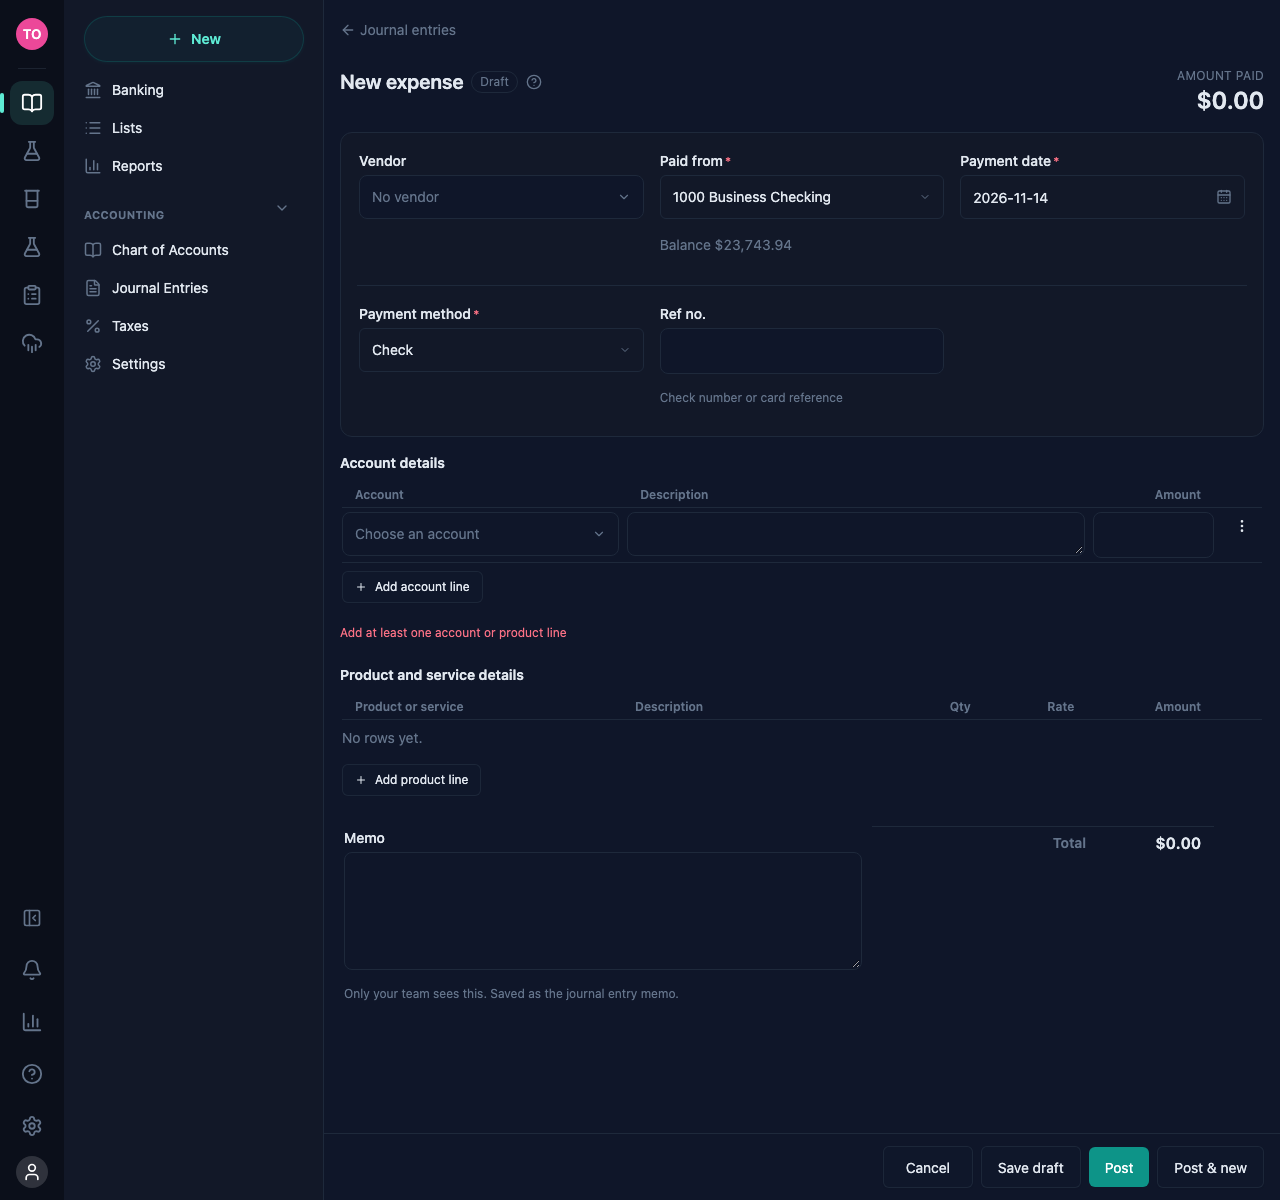 TO
New
Banking
Lists
Reports
ACCOUNTING
Chart of Accounts
Journal Entries
Taxes
Settings
Journal entries
New expense
Draft
AMOUNT PAID
$0.00
Vendor
Paid from *
Payment date *
No vendor
1000 Business Checking
2026-11-14
Balance $23,743.94
Payment method *
Ref no.
Check
Check number or card reference
Account details
Account Description Amount
Choose an account
Add account line
Add at least one account or product line
Product and service details
Product or service Description Qty Rate Amount
No rows yet.
Add product line
Memo
Total $0.00
Only your team sees this. Saved as the journal entry memo.
Cancel
Save draft
Post
Post & new